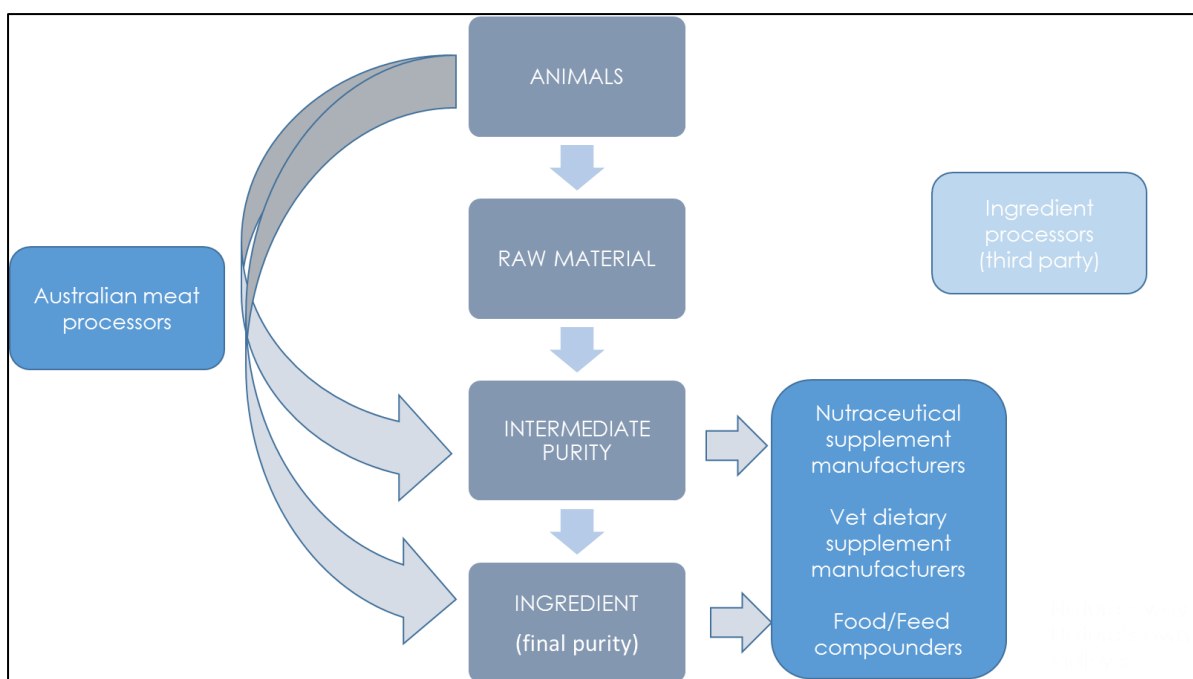 ANIMALS
RAW MATERIAL
Ingredient
processors
(third party)
Australian meat
processors
INTERMEDIATE
PURITY
Nutraceutical
supplement
manufacturers
Vet dietary
supplement
manufacturers
Food/Feed
compounders
INGREDIENT
(final purity)